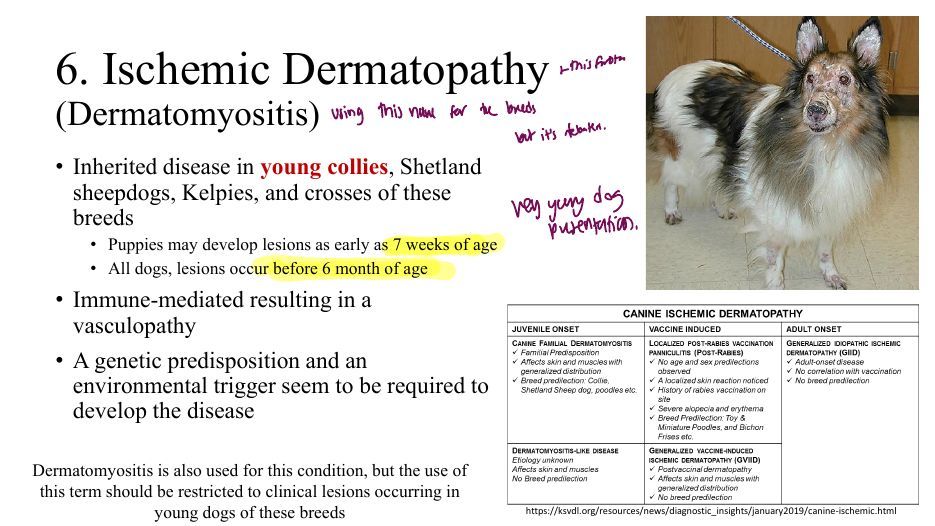 6. Ischemic Dermatopathy
(Dermatomyositis) using this name for the breeds
but it's debated.
• Inherited disease in young collies, Shetland
sheepdogs, Kelpies, and crosses of these
breeds
• Puppies may develop lesions as early as 7 weeks of age
• All dogs, lesions occur before 6 month of age
very young dog
presentation.
• Immune-mediated resulting in a
vasculopathy
• A genetic predisposition and an
environmental trigger seem to be required to
develop the disease
Dermatomyositis is also used for this condition, but the use of
this term should be restricted to clinical lesions occurring in
young dogs of these breeds
CANINE ISCHEMIC DERMATOPATHY
JUVENILE ONSET
CANINE FAMILIAL DERMATOMYOSITIS
✓ Familial Predisposition
✓ Affects skin and muscles with
generalized distribution
✓ Breed predilection: Collie,
Shetland Sheep dog, poodles etc.
DERMATOMYOSITIS-LIKE DISEASE
Etiology unknown
Affects skin and muscles
No Breed predilection
VACCINE INDUCED
LOCALIZED POST-RABIES VACCINATION
PANNICULITIS (POST-RABIES)
✓ No age and sex predilections
observed
✓ A localized skin reaction noticed
✓ History of rabies vaccination on
site
✓ Severe alopecia and erythema
✓ Breed Predilection: Toy &
Miniature Poodles, and Bichon
Frises etc.
GENERALIZED VACCINE-INDUCED
ISCHEMIC DERMATOPATHY (GVIID)
✓ Postvaccinal dermatopathy
✓ Affects skin and muscles with
generalized distribution
✓ No breed predilection
ADULT ONSET
GENERALIZED IDIOPATHIC ISCHEMIC
DERMATOPATHY (GIID)
✓ Adult-onset disease
✓ No correlation with vaccination
✓ No breed predilection
https://ksvdl.org/resources/news/diagnostic_insights/january2019/canine-ischemic.html